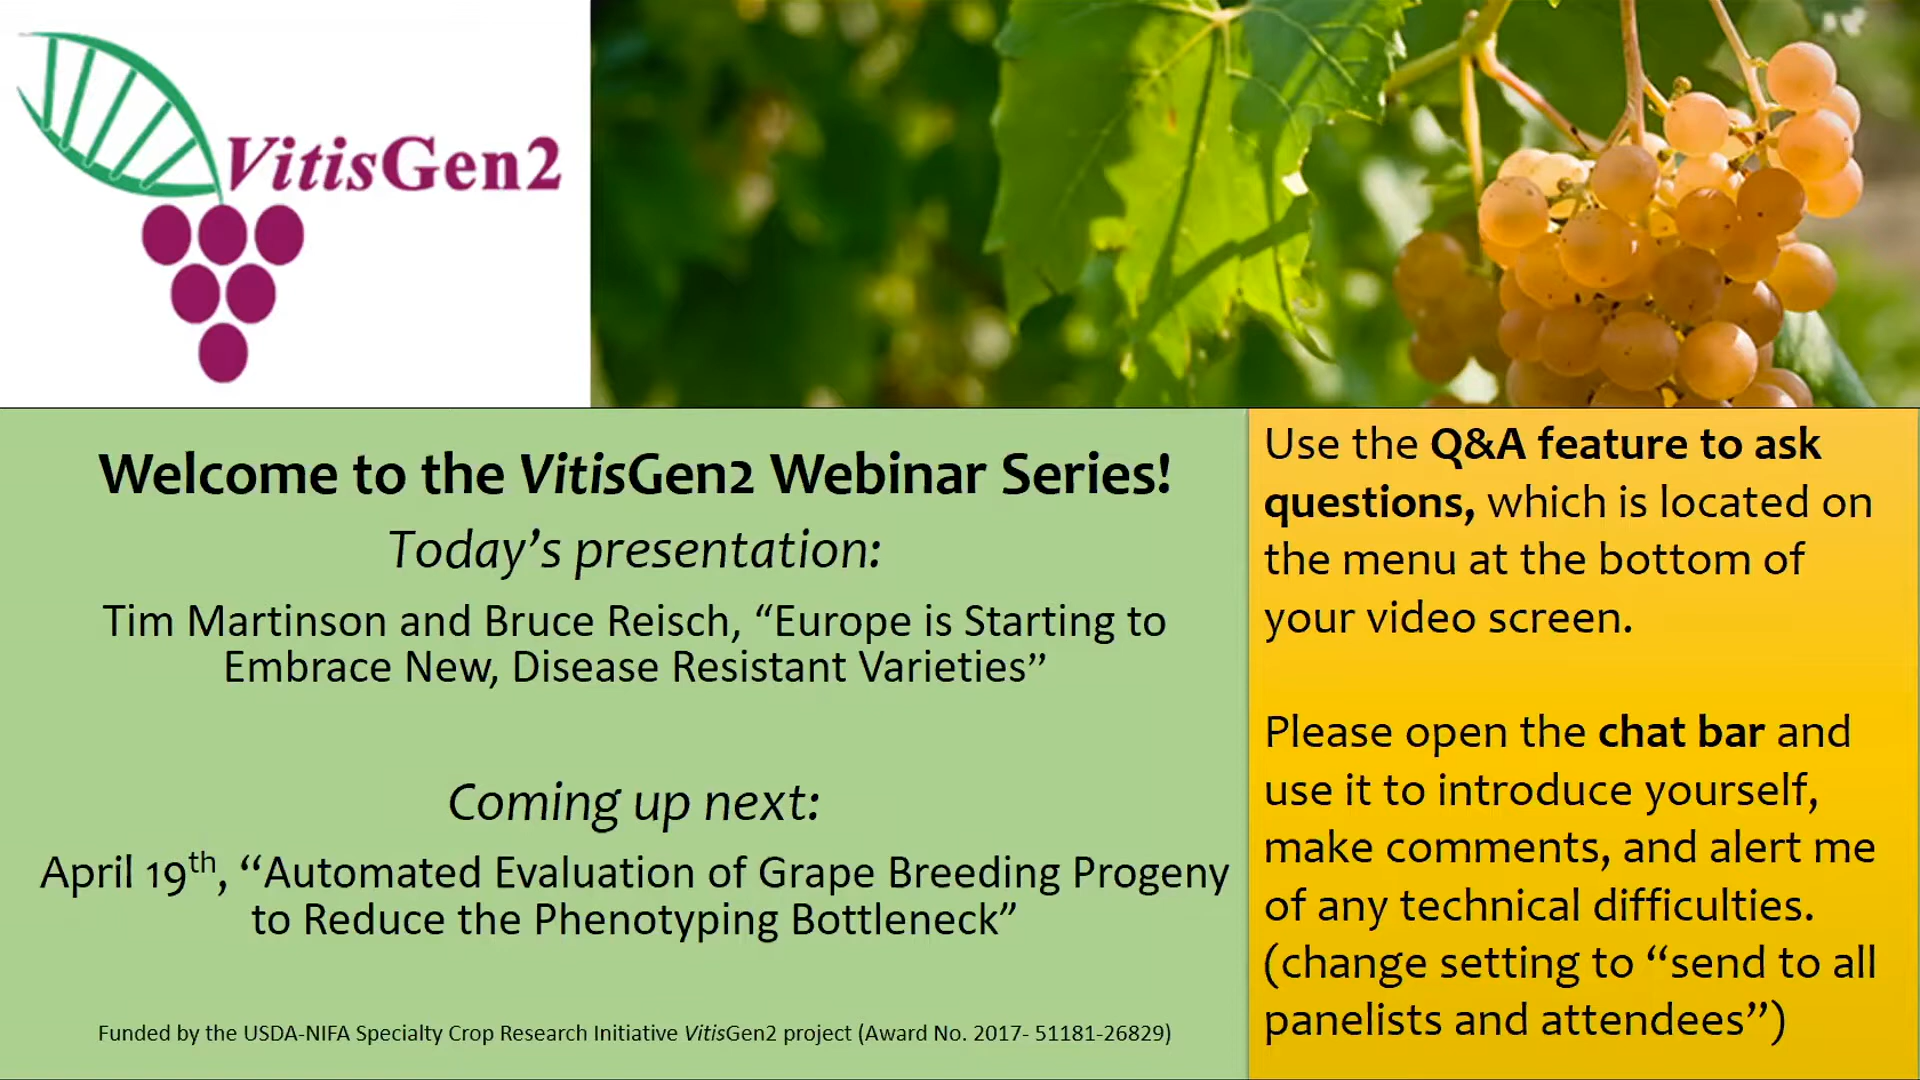 VitisGen2
Welcome to the VitisGen2 Webinar Series!
Today’s presentation:
Tim Martinson and Bruce Reisch, “Europe is Starting to
Embrace New, Disease Resistant Varieties”
Coming up next:
April 19th, “Automated Evaluation of Grape Breeding Progeny
to Reduce the Phenotyping Bottleneck”
Funded by the USDA-NIFA Specialty Crop Research Initiative VitisGen2 project (Award No. 2017- 51181-26829)
Use the Q&A feature to ask
questions, which is located on
the menu at the bottom of
your video screen.
Please open the chat bar and
use it to introduce yourself,
make comments, and alert me
of any technical difficulties.
(change setting to “send to all
panelists and attendees”)